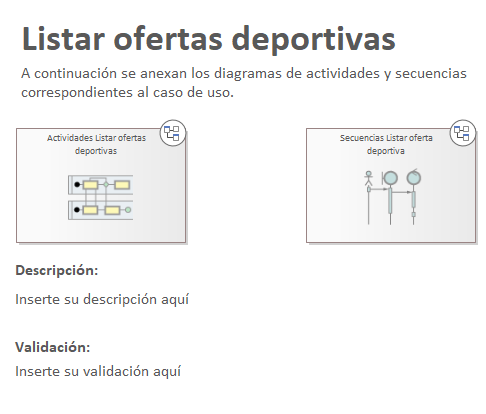 Listar ofertas deportivas
A continuación se anexan los diagramas de actividades y secuencias
correspondientes al caso de uso.
Actividades Listar ofertas
deportivas
Secuencias Listar oferta
deportiva
Descripción:
Inserte su descripción aquí
Validación:
Inserte su validación aquí